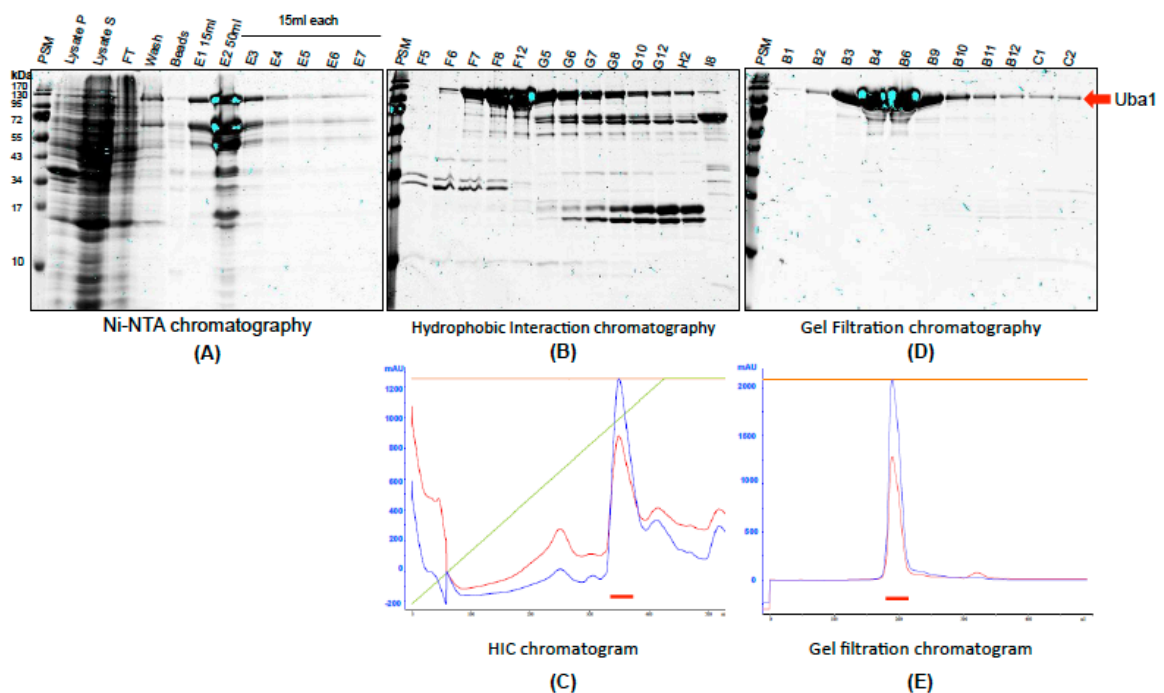 15ml each
PSM Lysate P Lysate S FT Wash Beads E1 15ml E2 50ml E3 E4 E5 E6 E7
PSM F5 F6 F7 F8 F12 G5 G6 G7 G8 G10 G12 H2 I8
PSM B1 B2 B3 B4 B6 B9 B10 B11 B12 C1 C2
kDa
170
130
95
72
55
43
34
17
10
Uba1
Ni-NTA chromatography
Hydrophobic Interaction chromatography
Gel Filtration chromatography
(A)
(B)
(D)
mAU
1200
1000
800
600
400
200
0
-200
mAU
2000
1500
1000
500
0
HIC chromatogram
Gel filtration chromatogram
(C)
(E)